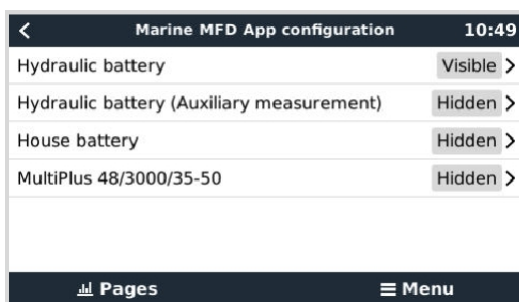 Marine MFD App configuration 10:49
Hydraulic battery Visible
Hydraulic battery (Auxiliary measurement) Hidden
House battery Hidden
MultiPlus 48/3000/35-50 Hidden
Pages Menu